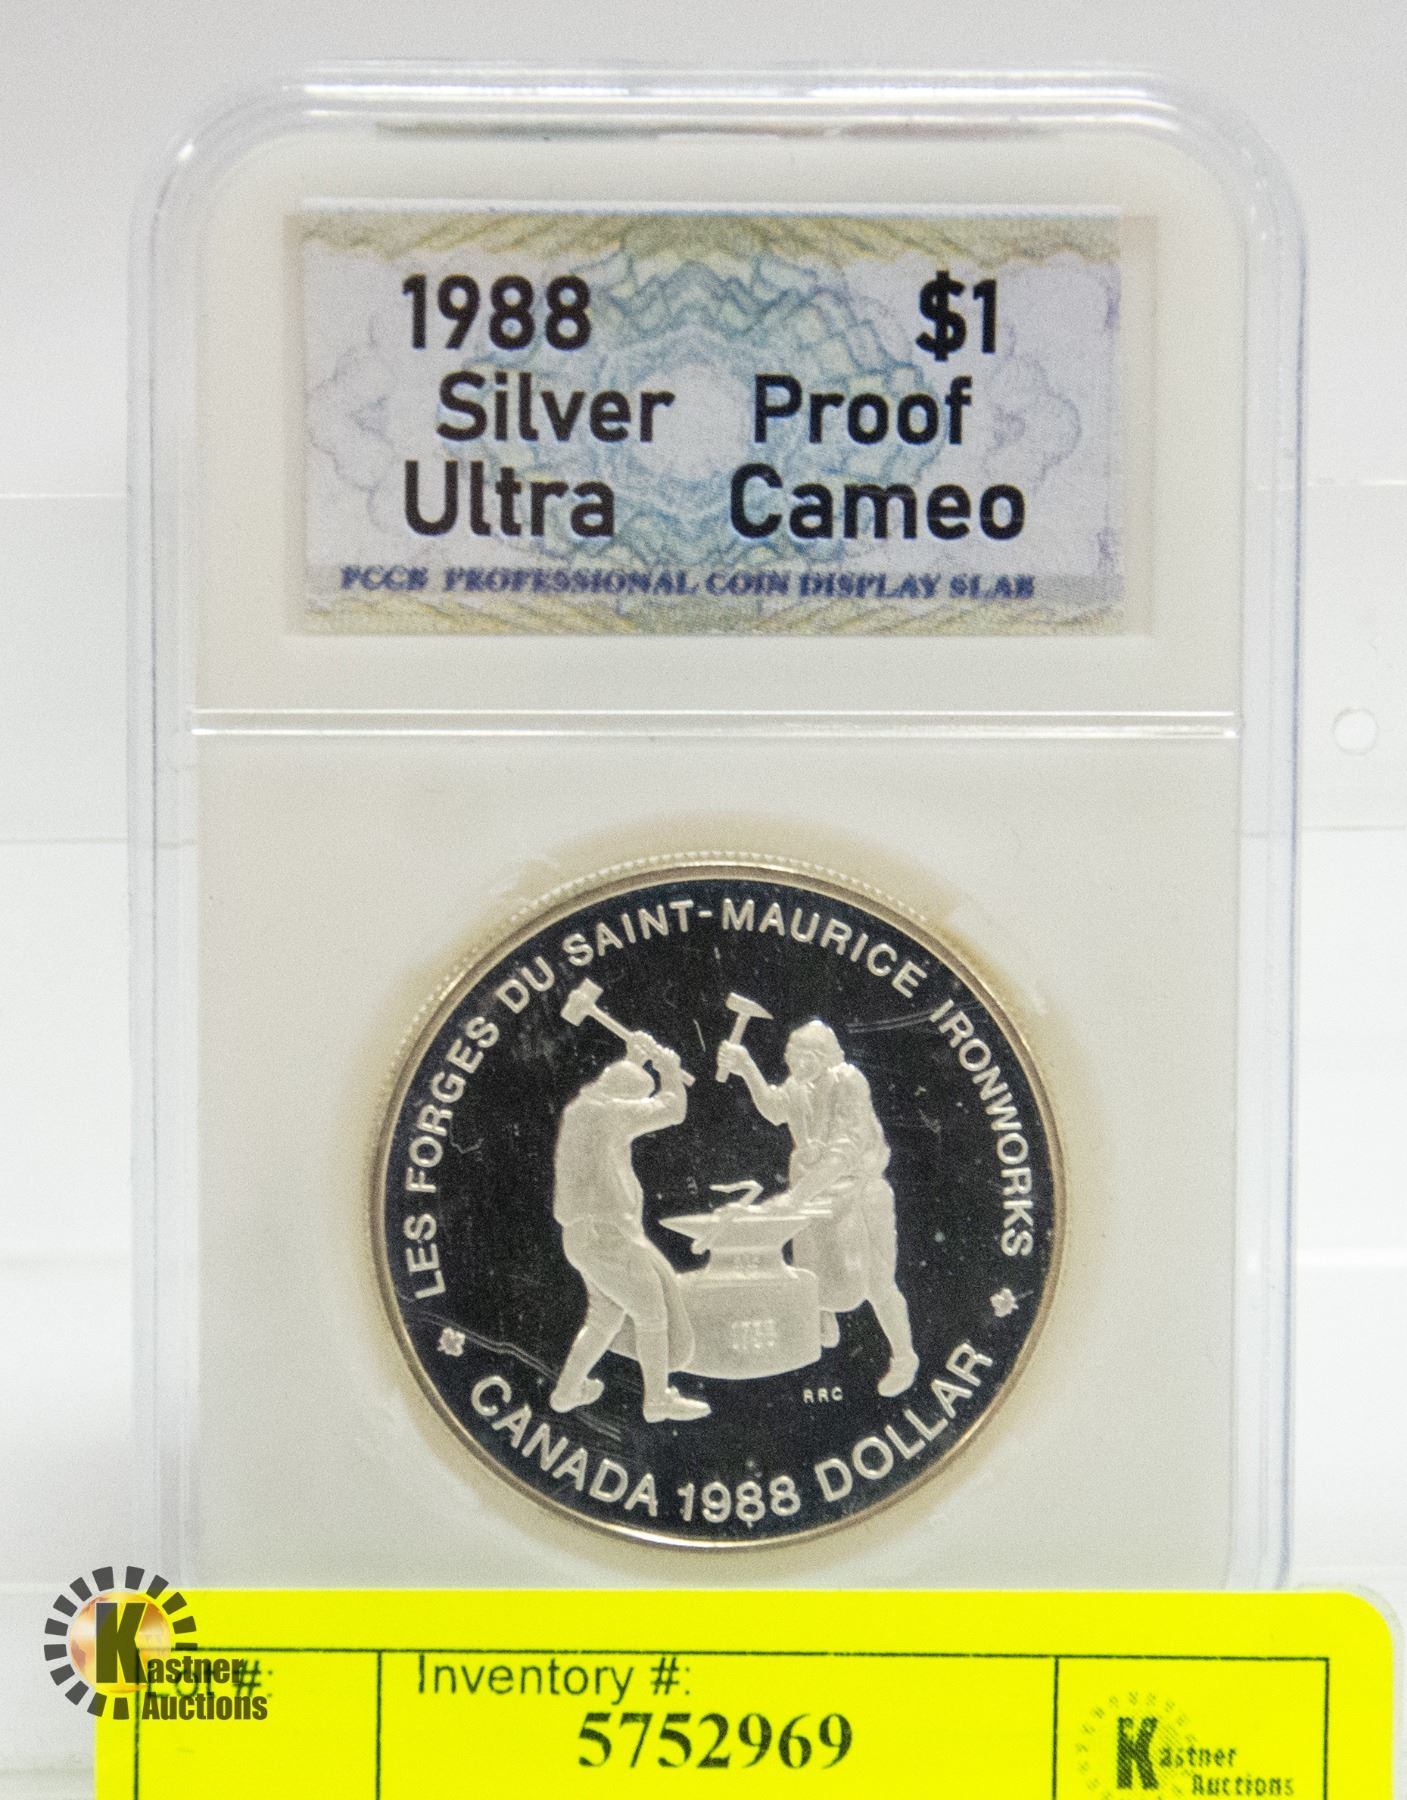 1988 $1
Silver Proof
Ultra Cameo
PCCB PROFESSIONAL COIN DISPLAY SLAB
LES FORGES DU SAINT-MAURICE IRONWORKS
RRC
CANADA 1988 DOLLAR
Kastner
Auctions
Lot #:
Inventory #:
5752969
Kastner
Auctions